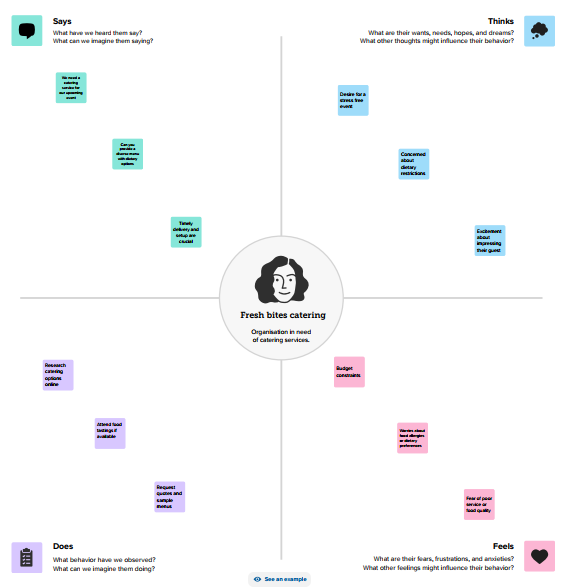 Says
What have we heard them say?
What can we imagine them saying?
Thinks
What are their wants, needs, hopes, and dreams?
What other thoughts might influence their behavior?
We need a
catering
service for
our upcoming
event
Can you
provide a
diverse menu
with dietary
options
Timely
delivery and
setup are
crucial
Desire for a
stress free
event
Concerned
about
dietary
restrictions
Excitement
about
impressing
their guest
Fresh bites catering
Organisation in need
of catering services.
Research
catering
options
online
Attend food
tastings if
available
Request
quotes and
sample
menus
Budget
constraints
Worries about
food allergies
or dietary
preferences
Fear of poor
service or
food quality
Does
What behavior have we observed?
What can we imagine them doing?
Feels
What are their fears, frustrations, and anxieties?
What other feelings might influence their behavior?
See an example